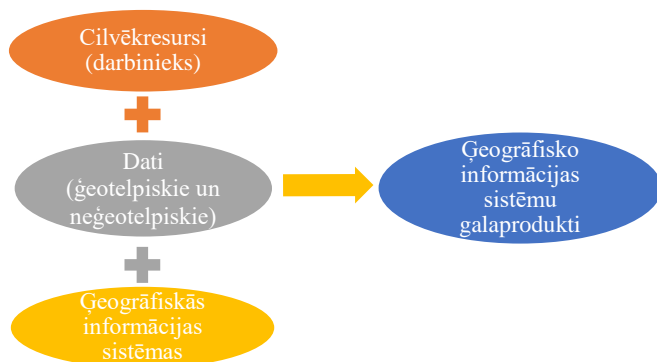 Cilvēkresursi
(darbinieks)
Dati
(ģeotelpiskie un
neģeotelpiskie)
Ģeogrāfiskās
informācijas
sistēmas
Ģeogrāfisko
informācijas
sistēmu
galaprodukti